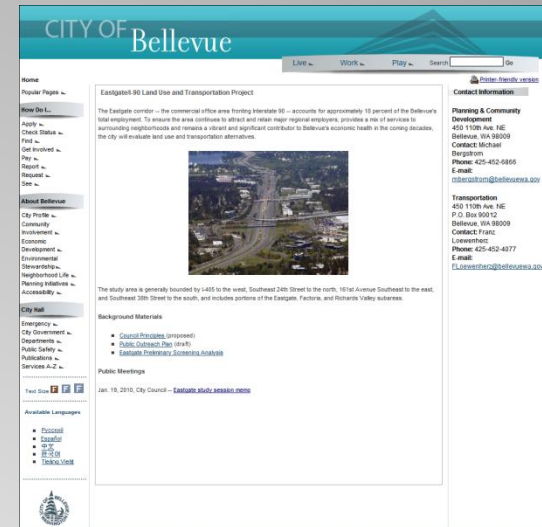 CITY OF
Bellevue
Live
Work
Play
Search
Go
Home
Popular Pages
How Do I...
Apply
Check Status
Find
Get Involved
Pay
Report
Request
See
About Bellevue
City Profile
Community
Involvement
Economic
Development
Environmental
Stewardship
Neighborhood Life
Planning Initiatives
Accessibility
City Hall
Emergency
City Government
Departments
Public Safety
Publications
Services A-Z
Text Size F F F
Available Languages
Русский
Español
中文
한국어
Tiếng Việt
Eastgate/I-90 Land Use and Transportation Project
The Eastgate corridor -- the commercial office area fronting Interstate 90 -- accounts for approximately 15 percent of the Bellevue's
total employment. To ensure the area continues to attract and retain major regional employers, provides a mix of services to
surrounding neighborhoods and remains a vibrant and significant contributor to Bellevue's economic health in the coming decades,
the city will evaluate land use and transportation alternatives.
The study area is generally bounded by I-405 to the west, Southeast 24th Street to the north, 161st Avenue Southeast to the east,
and Southeast 38th Street to the south, and includes portions of the Eastgate, Factoria, and Richards Valley subareas.
Background Materials
Council Principles (proposed)
Public Outreach Plan (draft)
Eastgate Preliminary Screening Analysis
Public Meetings
Jan. 19, 2010, City Council -- Eastgate study session memo
Printer-friendly version
Contact Information
Planning & Community
Development
450 110th Ave. NE
Bellevue, WA 98009
Contact: Michael
Bergstrom
Phone: 425-452-6866
E-mail:
mbergstrom@bellevuewa.gov
Transportation
450 110th Ave. NE
P.O. Box 90012
Bellevue, WA 98009
Contact: Franz
Loewenherz
Phone: 425-452-4077
E-mail:
FLoewenherz@bellevuewa.gov